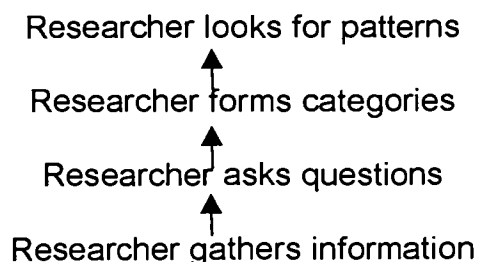 Researcher looks for patterns
Researcher forms categories
Researcher asks questions
Researcher gathers information